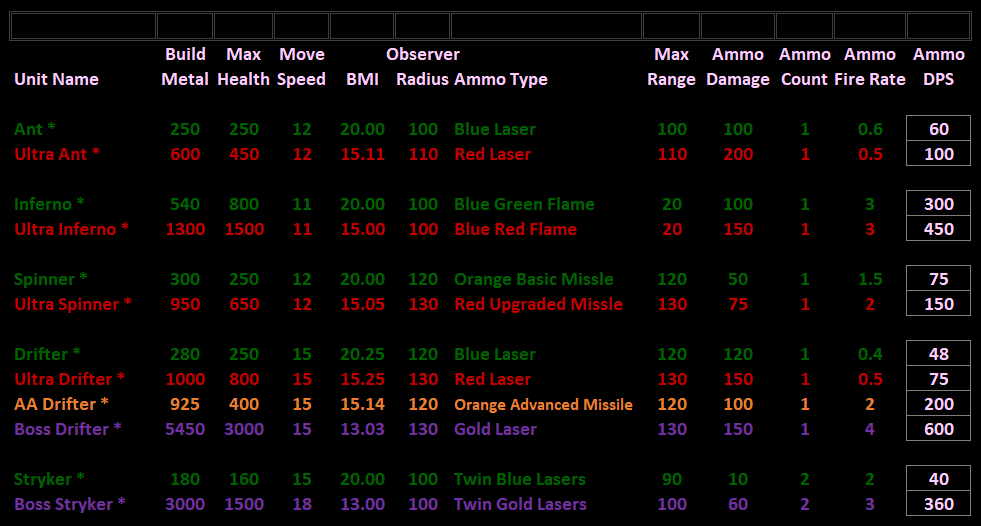 Build Max Move Observer Max Ammo Ammo Ammo Ammo
Unit Name Metal Health Speed BMI Radius Ammo Type Range Damage Count Fire Rate DPS
Ant * 250 250 12 20.00 100 Blue Laser 100 100 1 0.6 60
Ultra Ant * 600 450 12 15.11 110 Red Laser 110 200 1 0.5 100
Inferno * 540 800 11 20.00 100 Blue Green Flame 20 100 1 3 300
Ultra Inferno * 1300 1500 11 15.00 100 Blue Red Flame 20 150 1 3 450
Spinner * 300 250 12 20.00 120 Orange Basic Missle 120 50 1 1.5 75
Ultra Spinner * 950 650 12 15.05 130 Red Upgraded Missle 130 75 1 2 150
Drifter * 280 250 15 20.25 120 Blue Laser 120 120 1 0.4 48
Ultra Drifter * 1000 800 15 15.25 130 Red Laser 130 150 1 0.5 75
AA Drifter * 925 400 15 15.14 120 Orange Advanced Missile 120 100 1 2 200
Boss Drifter * 5450 3000 15 13.03 130 Gold Laser 130 150 1 4 600
Stryker * 180 160 15 20.00 100 Twin Blue Lasers 90 10 2 2 40
Boss Stryker * 3000 1500 18 13.00 100 Twin Gold Lasers 100 60 2 3 360